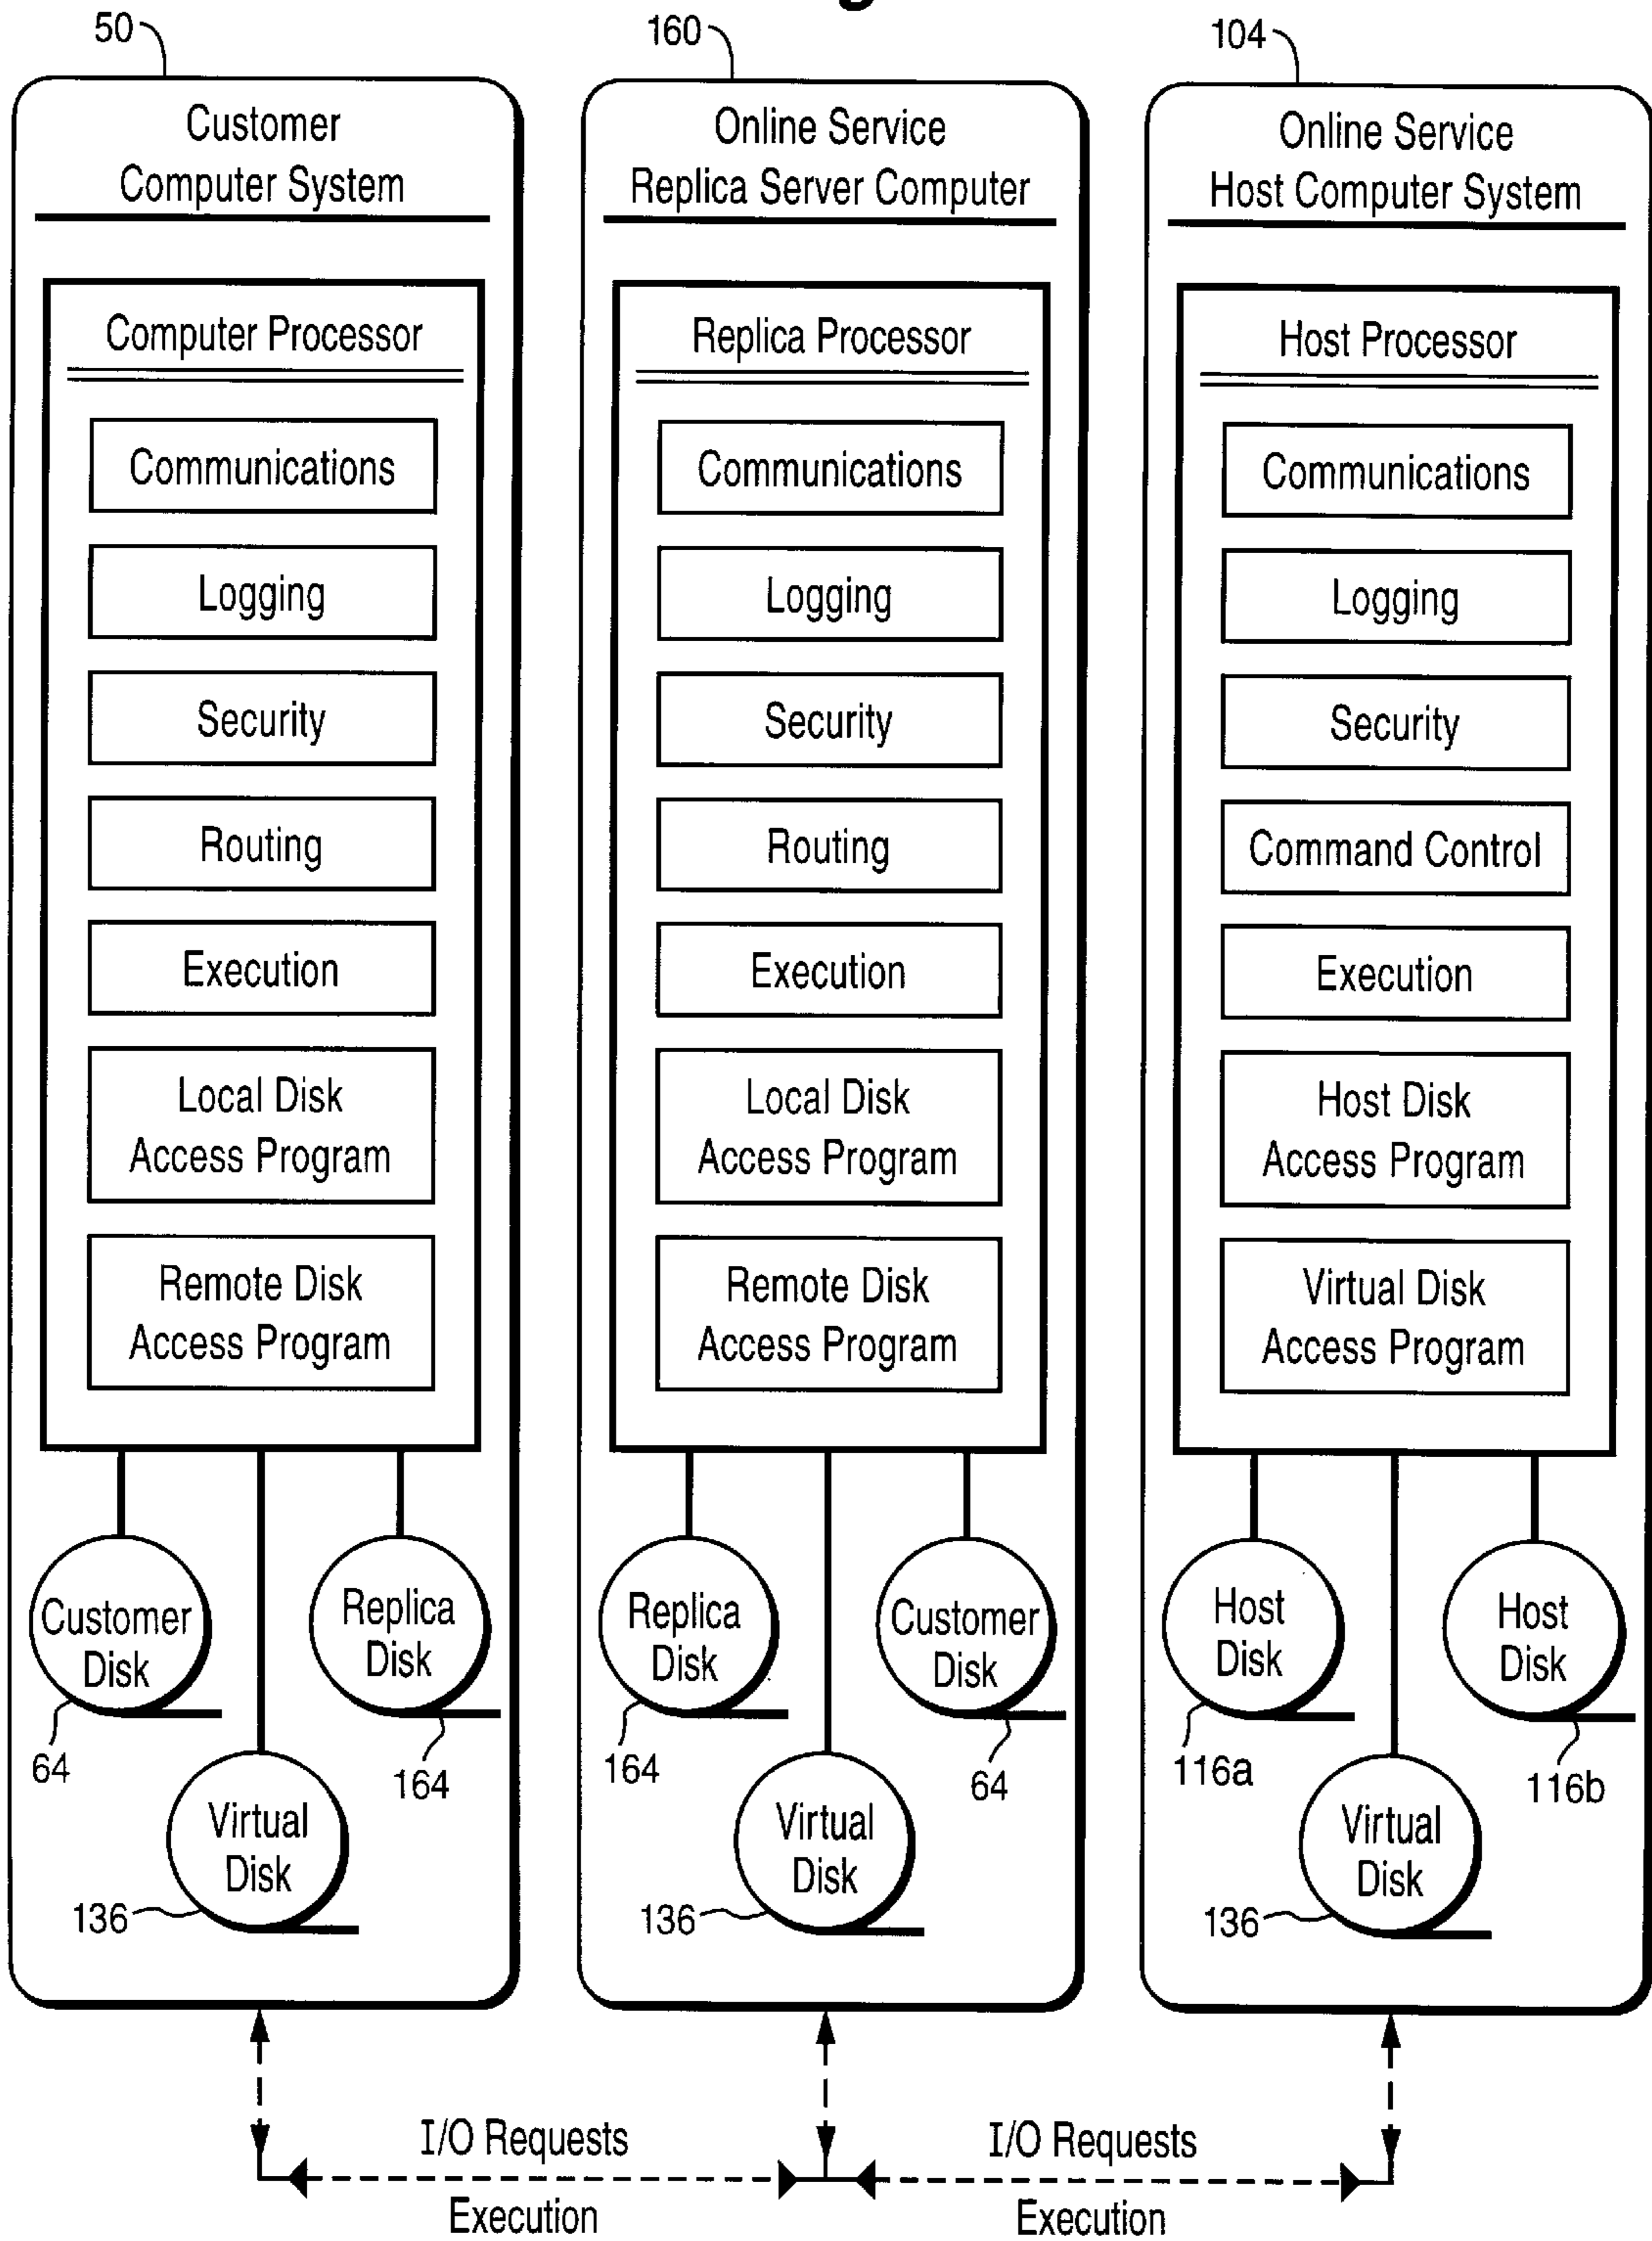 50
Customer
Computer System
Computer Processor
Communications
Logging
Security
Routing
Execution
Local Disk
Access Program
Remote Disk
Access Program
Customer
Disk
64
Replica
Disk
164
Virtual
Disk
136
160
Online Service
Replica Server Computer
Replica Processor
Communications
Logging
Security
Routing
Execution
Local Disk
Access Program
Remote Disk
Access Program
Replica
Disk
164
Customer
Disk
64
Virtual
Disk
136
104
Online Service
Host Computer System
Host Processor
Communications
Logging
Security
Command Control
Execution
Host Disk
Access Program
Virtual Disk
Access Program
Host
Disk
116a
Host
Disk
116b
Virtual
Disk
136
I/O Requests
Execution
I/O Requests
Execution